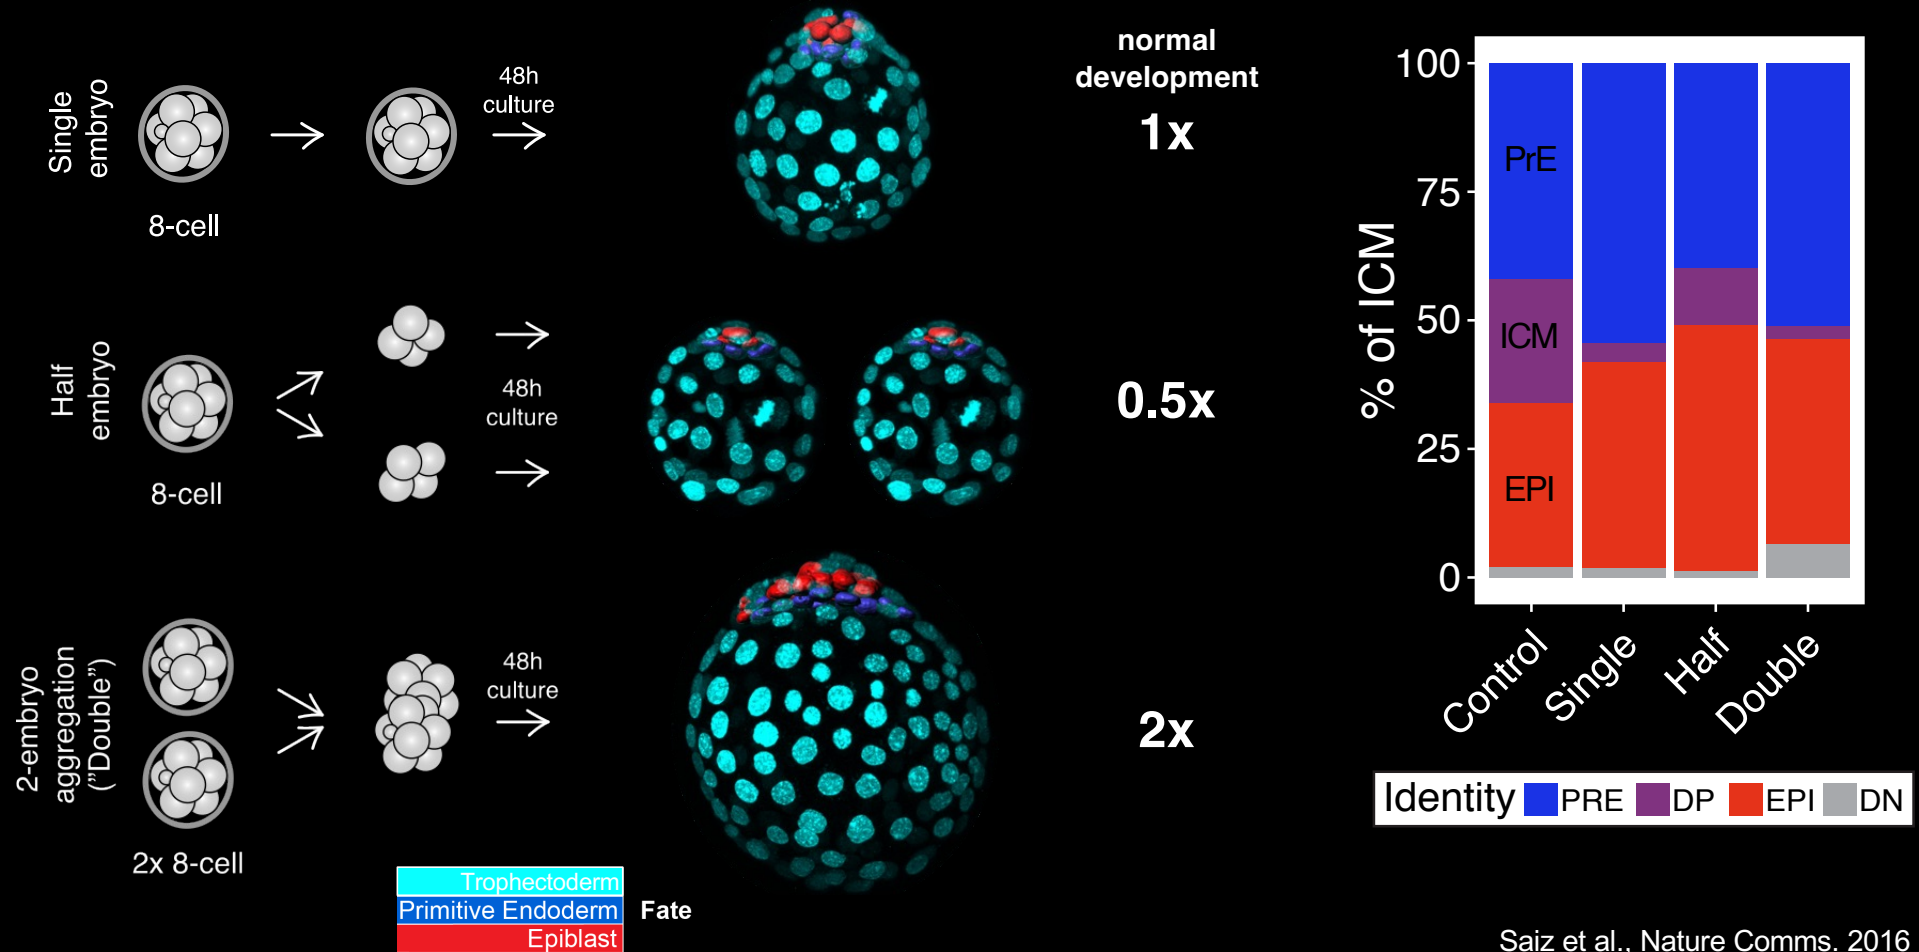 Single
embryo
8-cell
48h
culture
normal
development
1x
Half
embryo
8-cell
48h
culture
0.5x
2-embryo
aggregation
("Double")
2x 8-cell
48h
culture
2x
Trophectoderm
Primitive Endoderm
Epiblast
Fate
% of ICM
100
75
50
25
0
PrE
ICM
EPI
Control
Single
Half
Double
Identity PRE DP EPI DN
Saiz et al., Nature Comms. 2016